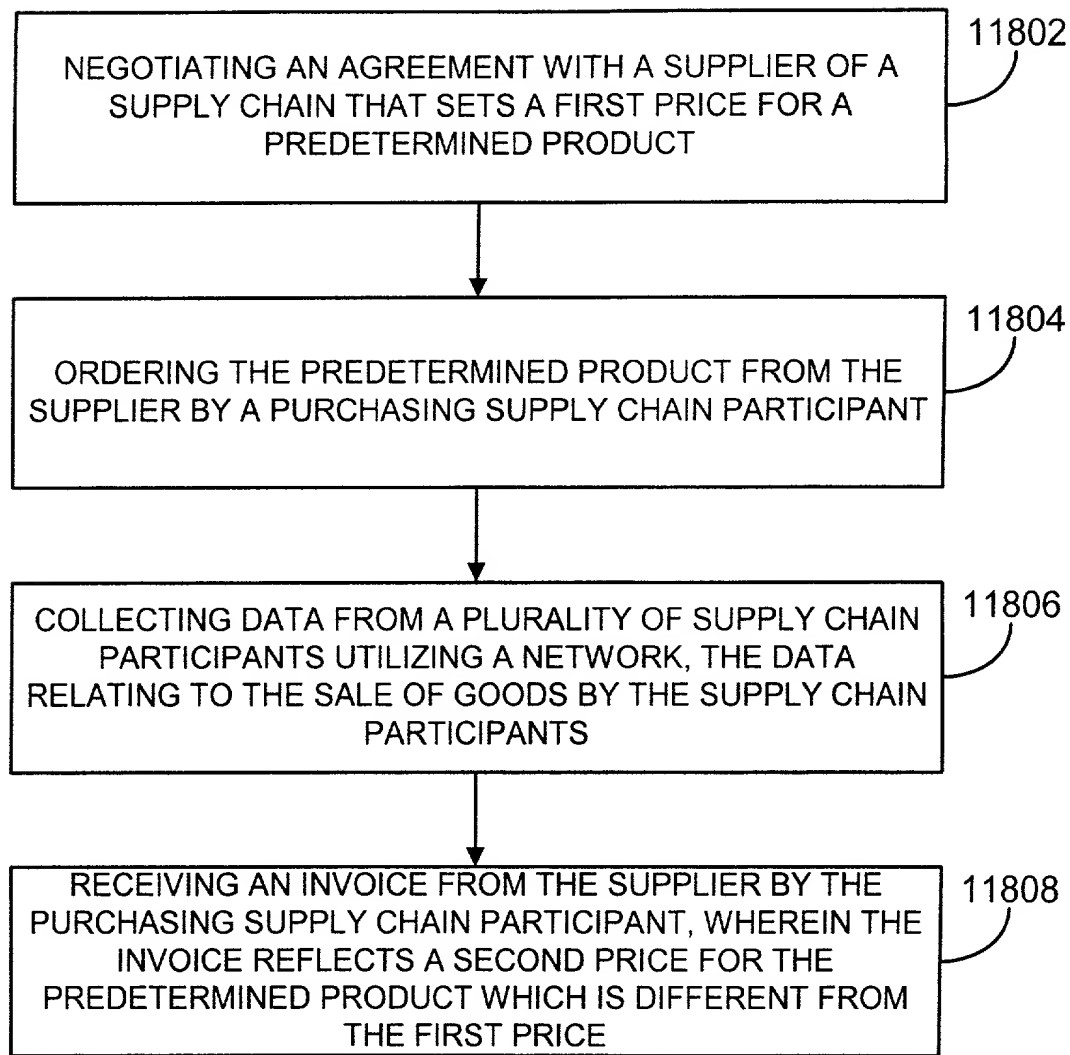 11802
NEGOTIATING AN AGREEMENT WITH A SUPPLIER OF A
SUPPLY CHAIN THAT SETS A FIRST PRICE FOR A
PREDETERMINED PRODUCT
11804
ORDERING THE PREDETERMINED PRODUCT FROM THE
SUPPLIER BY A PURCHASING SUPPLY CHAIN PARTICIPANT
11806
COLLECTING DATA FROM A PLURALITY OF SUPPLY CHAIN
PARTICIPANTS UTILIZING A NETWORK, THE DATA
RELATING TO THE SALE OF GOODS BY THE SUPPLY CHAIN
PARTICIPANTS
11808
RECEIVING AN INVOICE FROM THE SUPPLIER BY THE
PURCHASING SUPPLY CHAIN PARTICIPANT, WHEREIN THE
INVOICE REFLECTS A SECOND PRICE FOR THE
PREDETERMINED PRODUCT WHICH IS DIFFERENT FROM
THE FIRST PRICE